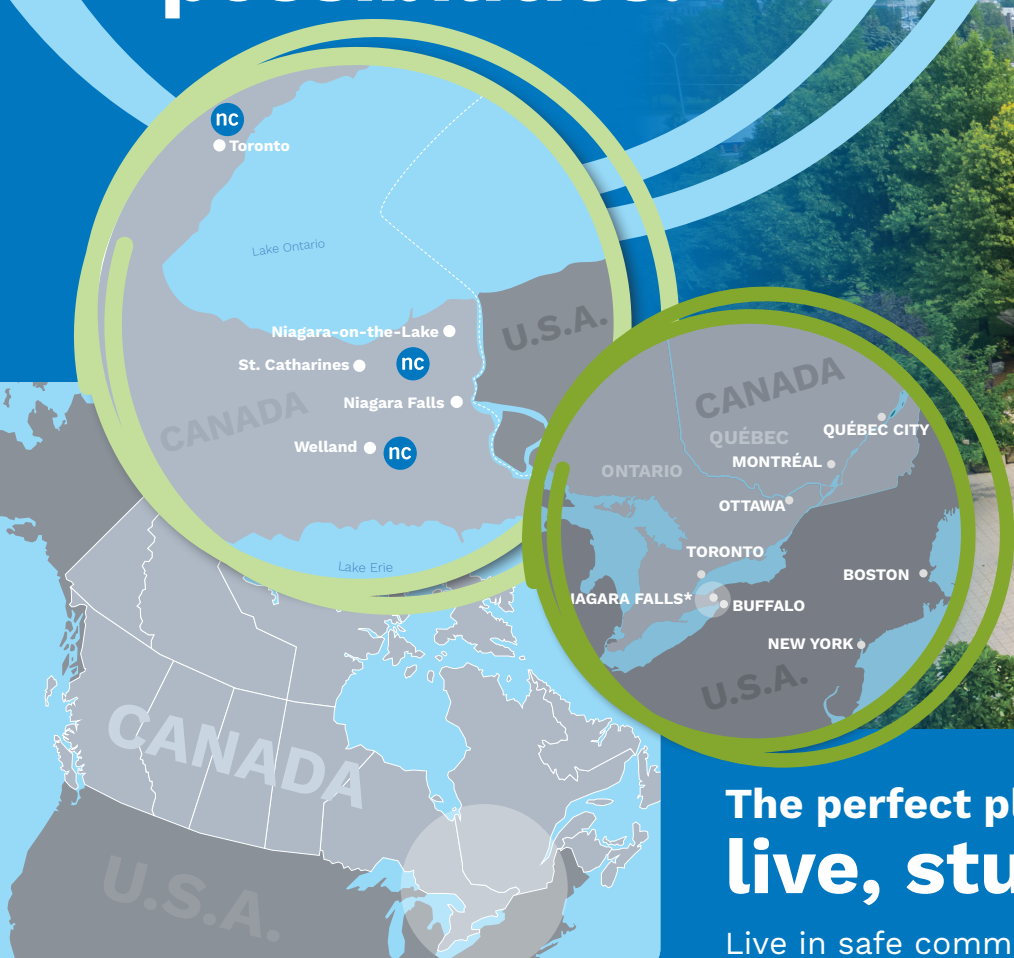 possibilities.
nc
Toronto
Lake Ontario
U.S.A.
Niagara-on-the-Lake
St. Catharines
nc
Niagara Falls
CANADA
Welland
nc
Lake Erie
CANADA
QUÉBEC CITY
QUÉBEC
MONTRÉAL
ONTARIO
OTTAWA
TORONTO
BOSTON
IAGARA FALLS*
BUFFALO
NEW YORK
U.S.A.
CANADA
U.S.A.
The perfect pl
live, stu
Live in safe comm